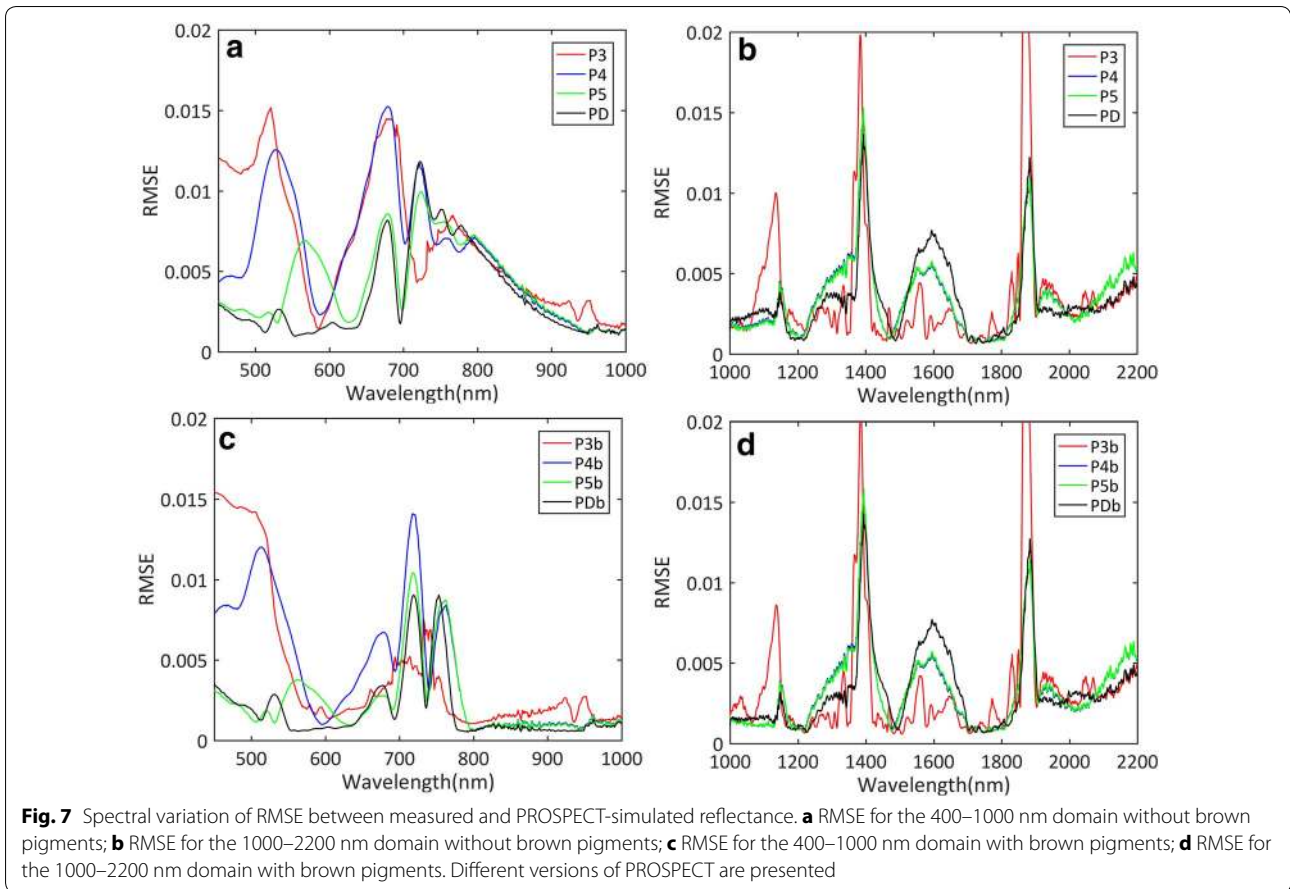 a
0.02
0.015
0.01
0.005
0
RMSE
P3
P4
P5
PD
500 600 700 800 900 1000
Wavelength(nm)
b
0.02
0.015
0.01
0.005
0
RMSE
P3
P4
P5
PD
1000 1200 1400 1600 1800 2000 2200
Wavelength(nm)
c
0.02
0.015
0.01
0.005
0
RMSE
P3b
P4b
P5b
PDb
500 600 700 800 900 1000
Wavelength(nm)
d
0.02
0.015
0.01
0.005
0
RMSE
P3b
P4b
P5b
PDb
1000 1200 1400 1600 1800 2000 2200
Wavelength(nm)
Fig. 7 Spectral variation of RMSE between measured and PROSPECT-simulated reflectance. a RMSE for the 400–1000 nm domain without brown
pigments; b RMSE for the 1000–2200 nm domain without brown pigments; c RMSE for the 400–1000 nm domain with brown pigments; d RMSE for
the 1000–2200 nm domain with brown pigments. Different versions of PROSPECT are presented